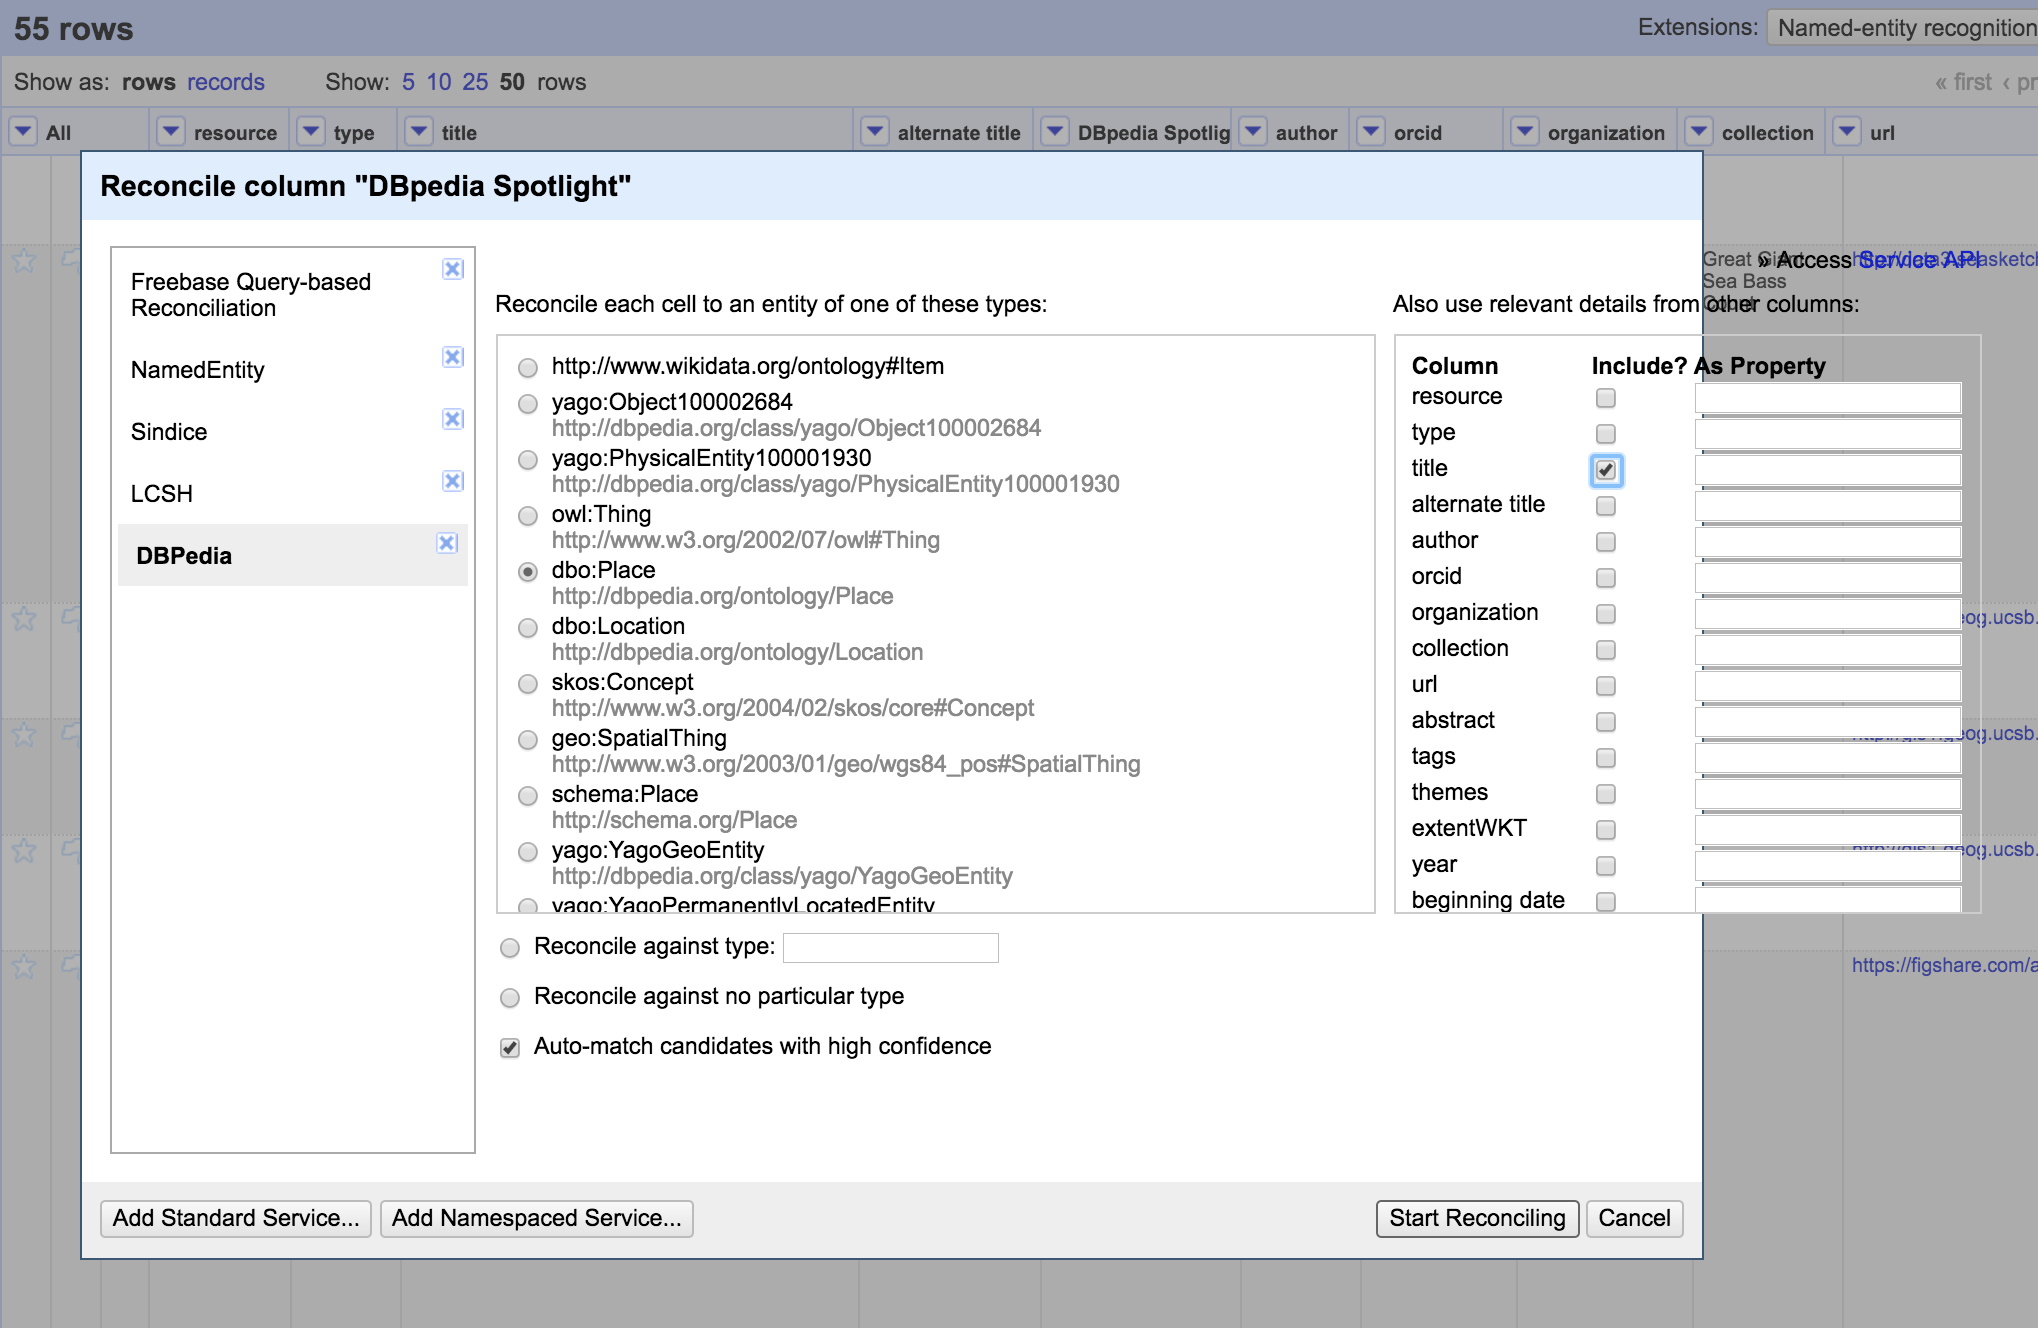 55 rows
Extensions: Named-entity recognition
Show as: rows records Show: 5 10 25 50 rows « first ‹ pr
All resource type title alternate title DBpedia Spotlig author orcid organization collection url
Reconcile column "DBpedia Spotlight"
Freebase Query-based
Reconciliation
NamedEntity
Sindice
LCSH
DBPedia
» Access Service API
Great Giant
Sea Bass
Reconcile each cell to an entity of one of these types:
http://www.wikidata.org/ontology#Item
yago:Object100002684
http://dbpedia.org/class/yago/Object100002684
yago:PhysicalEntity100001930
http://dbpedia.org/class/yago/PhysicalEntity100001930
owl:Thing
http://www.w3.org/2002/07/owl#Thing
dbo:Place
http://dbpedia.org/ontology/Place
dbo:Location
http://dbpedia.org/ontology/Location
skos:Concept
http://www.w3.org/2004/02/skos/core#Concept
geo:SpatialThing
http://www.w3.org/2003/01/geo/wgs84_pos#SpatialThing
schema:Place
http://schema.org/Place
yago:YagoGeoEntity
http://dbpedia.org/class/yago/YagoGeoEntity
yago:YagoPermanentlyLocatedEntity
Reconcile against type:
Reconcile against no particular type
Auto-match candidates with high confidence
Also use relevant details from other columns:
Column Include? As Property
resource
type
title
alternate title
author
orcid
organization
collection
url
abstract
tags
themes
extentWKT
year
beginning date
eog.ucsb.
eog.ucsb.
eog.ucsb.
https://figshare.com/a
Add Standard Service... Add Namespaced Service... Start Reconciling Cancel